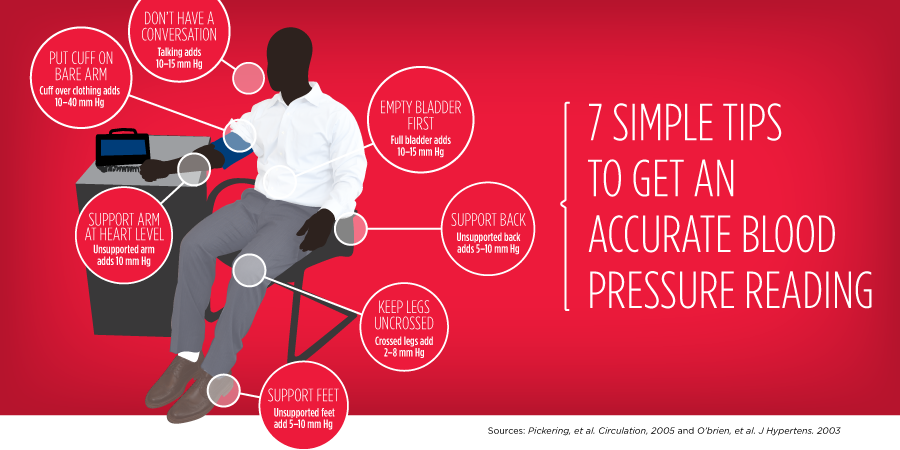 DON'T HAVE A
CONVERSATION
Talking adds
10–15 mm Hg
PUT CUFF ON
BARE ARM
Cuff over clothing adds
10–40 mm Hg
EMPTY BLADDER
FIRST
Full bladder adds
10–15 mm Hg
SUPPORT ARM
AT HEART LEVEL
Unsupported arm
adds 10 mm Hg
SUPPORT BACK
Unsupported back
adds 5–10 mm Hg
KEEP LEGS
UNCROSSED
Crossed legs add
2–8 mm Hg
SUPPORT FEET
Unsupported feet
add 5–10 mm Hg
7 SIMPLE TIPS
TO GET AN
ACCURATE BLOOD
PRESSURE READING
Sources: Pickering, et al. Circulation, 2005 and O'brien, et al. J Hypertens. 2003